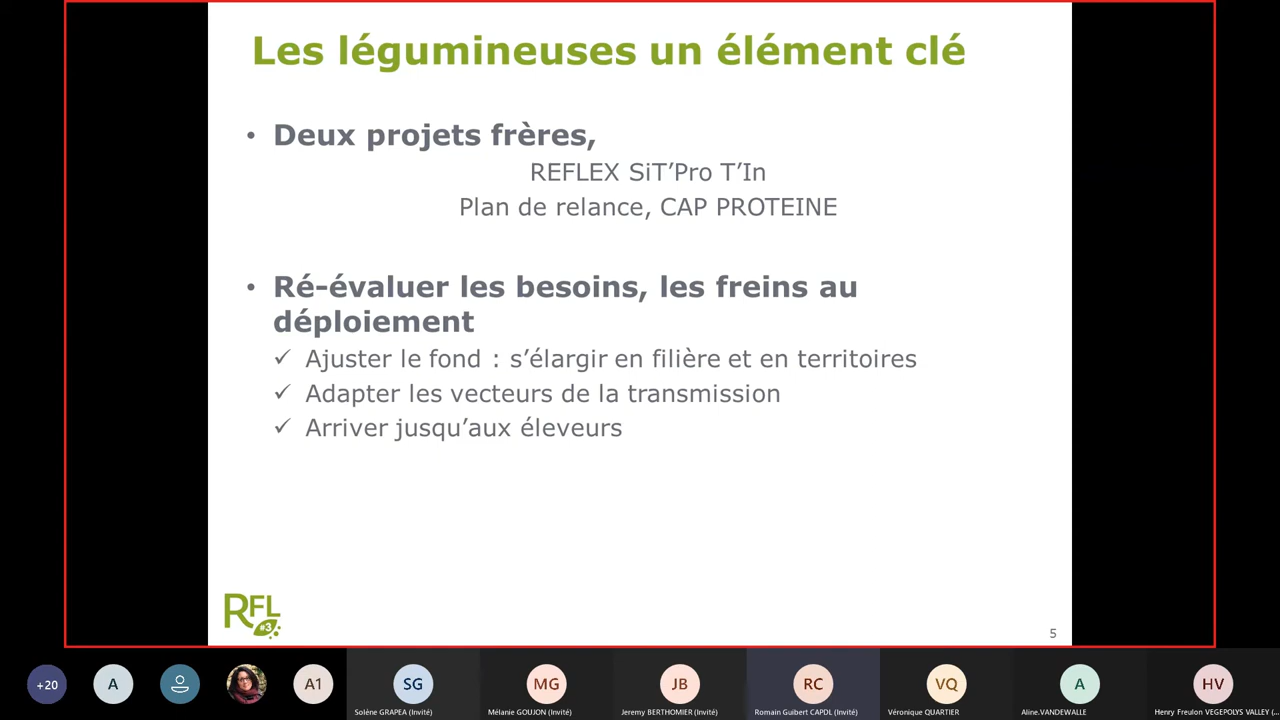 Les légumineuses un élément clé
• Deux projets frères,
REFLEX SiT’Pro T’In
Plan de relance, CAP PROTEINE
• Ré-évaluer les besoins, les freins au
déploiement
✓ Ajuster le fond : s’élargir en filière et en territoires
✓ Adapter les vecteurs de la transmission
✓ Arriver jusqu’aux éleveurs
RFL
#3
5
+20
A
A1
SG
MG
JB
RC
VQ
A
HV
Solène GRAPEA (Invité)
Mélanie GOUJON (Invité)
Jeremy BERTHOMIER (Invité)
Romain Guibert CAPDL (Invité)
Véronique QUARTIER
Aline.VANDEWALLE
Henry Freulon VEGEPOLYS VALLEY (...